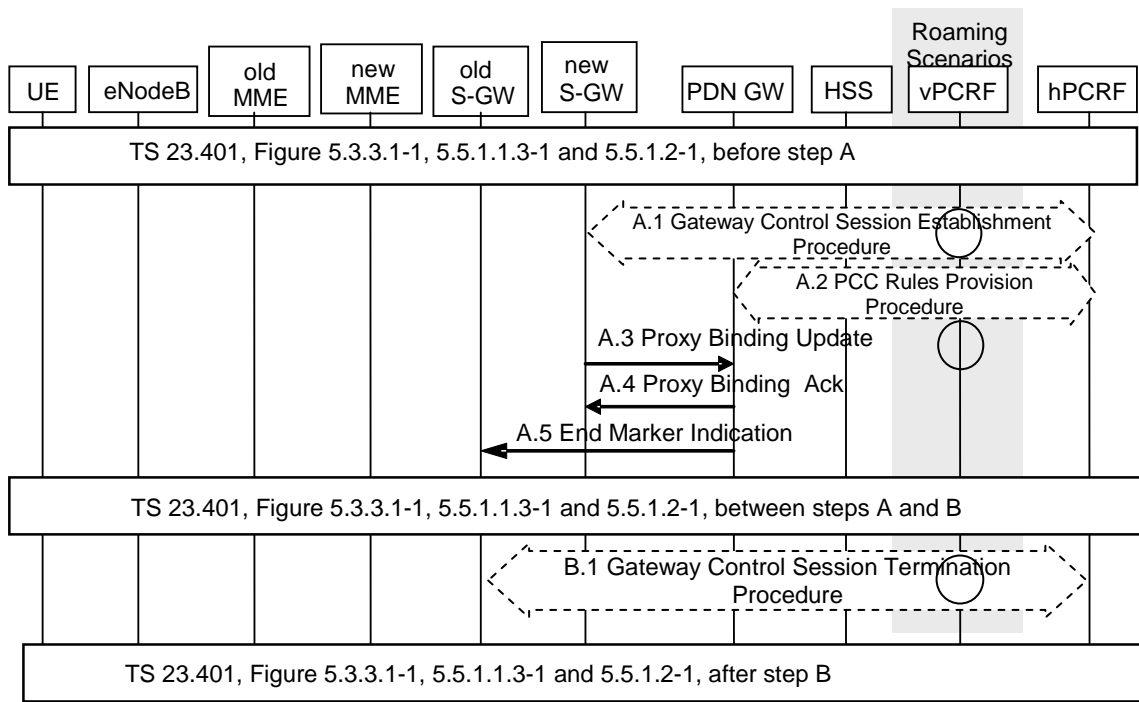 Roaming
Scenarios
UE
eNodeB
old
MME
new
MME
old
S-GW
new
S-GW
PDN GW
HSS
vPCRF
hPCRF
TS 23.401, Figure 5.3.3.1-1, 5.5.1.1.3-1 and 5.5.1.2-1, before step A
A.1 Gateway Control Session Establishment
Procedure
A.2 PCC Rules Provision
Procedure
A.3 Proxy Binding Update
A.4 Proxy Binding Ack
A.5 End Marker Indication
TS 23.401, Figure 5.3.3.1-1, 5.5.1.1.3-1 and 5.5.1.2-1, between steps A and B
B.1 Gateway Control Session Termination
Procedure
TS 23.401, Figure 5.3.3.1-1, 5.5.1.1.3-1 and 5.5.1.2-1, after step B